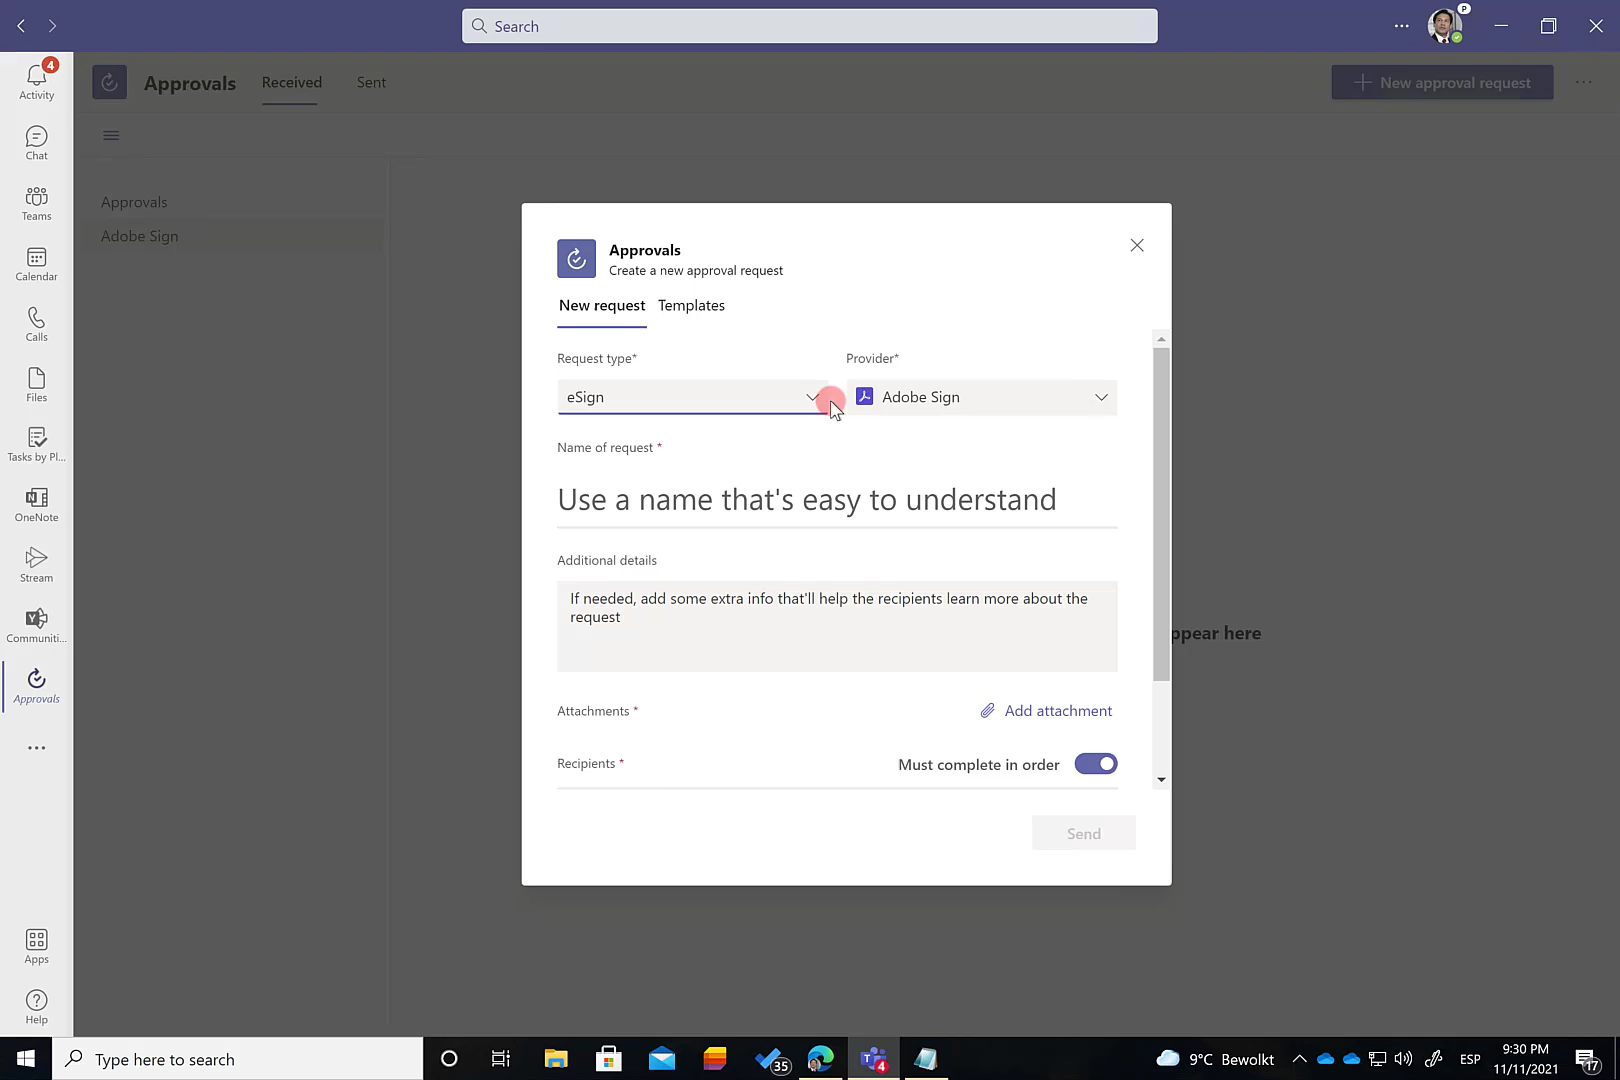 Search
P
4
Activity
Chat
Teams
Calendar
Calls
Files
Tasks by Pl...
OneNote
Stream
Communiti...
Approvals
Apps
Help
Approvals
Received
Sent
New approval request
Approvals
Adobe Sign
ppear here
Approvals
Create a new approval request
New request
Templates
Request type*
Provider*
eSign
Adobe Sign
Name of request *
Use a name that's easy to understand
Additional details
If needed, add some extra info that'll help the recipients learn more about the
request
Attachments *
Add attachment
Recipients *
Must complete in order
Send
Type here to search
35
4
9°C Bewolkt
ESP
9:30 PM
11/11/2021
17